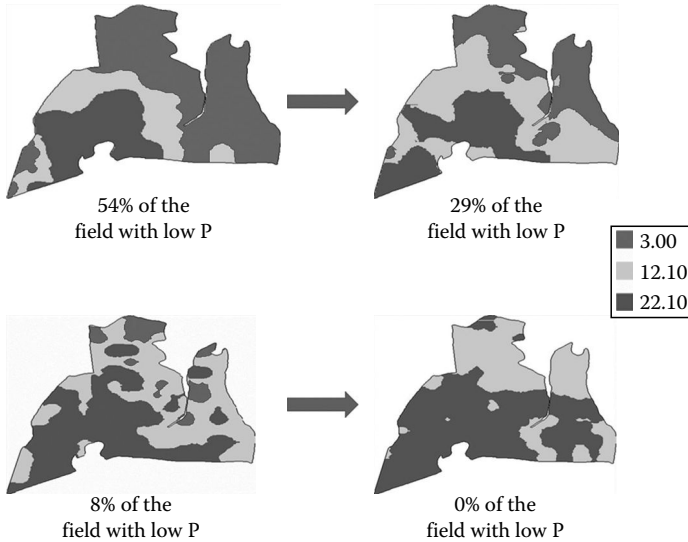 54% of the
field with low P
29% of the
field with low P
3.00
12.10
22.10
8% of the
field with low P
0% of the
field with low P